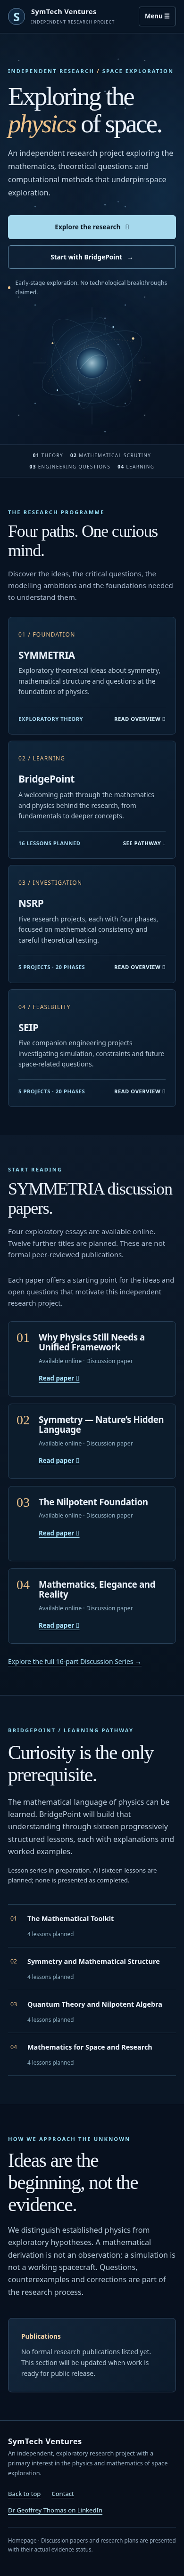 S
SymTech Ventures
INDEPENDENT RESEARCH PROJECT
Menu ☰
INDEPENDENT RESEARCH / SPACE EXPLORATION
Exploring the
physics of space.
An independent research project exploring the
mathematics, theoretical questions and
computational methods that underpin space
exploration.
Explore the research
Start with BridgePoint →
Early-stage exploration. No technological breakthroughs
claimed.
01 THEORY 02 MATHEMATICAL SCRUTINY
03 ENGINEERING QUESTIONS 04 LEARNING
THE RESEARCH PROGRAMME
Four paths. One curious
mind.
Discover the ideas, the critical questions, the
modelling ambitions and the foundations needed
to understand them.
01 / FOUNDATION
SYMMETRIA
Exploratory theoretical ideas about symmetry,
mathematical structure and questions at the
foundations of physics.
EXPLORATORY THEORY READ OVERVIEW
02 / LEARNING
BridgePoint
A welcoming path through the mathematics
and physics behind the research, from
fundamentals to deeper concepts.
16 LESSONS PLANNED SEE PATHWAY ↓
03 / INVESTIGATION
NSRP
Five research projects, each with four phases,
focused on mathematical consistency and
careful theoretical testing.
5 PROJECTS · 20 PHASES READ OVERVIEW
04 / FEASIBILITY
SEIP
Five companion engineering projects
investigating simulation, constraints and future
space-related questions.
5 PROJECTS · 20 PHASES READ OVERVIEW
START READING
SYMMETRIA discussion
papers.
Four exploratory essays are available online.
Twelve further titles are planned. These are not
formal peer-reviewed publications.
Each paper offers a starting point for the ideas and
open questions that motivate this independent
research project.
01
Why Physics Still Needs a
Unified Framework
Available online · Discussion paper
Read paper
02
Symmetry — Nature's Hidden
Language
Available online · Discussion paper
Read paper
03
The Nilpotent Foundation
Available online · Discussion paper
Read paper
04
Mathematics, Elegance and
Reality
Available online · Discussion paper
Read paper
Explore the full 16-part Discussion Series →
BRIDGEPOINT / LEARNING PATHWAY
Curiosity is the only
prerequisite.
The mathematical language of physics can be
learned. BridgePoint will build that
understanding through sixteen progressively
structured lessons, each with explanations and
worked examples.
Lesson series in preparation. All sixteen lessons are
planned; none is presented as completed.
01 The Mathematical Toolkit
4 lessons planned
02 Symmetry and Mathematical Structure
4 lessons planned
03 Quantum Theory and Nilpotent Algebra
4 lessons planned
04 Mathematics for Space and Research
4 lessons planned
HOW WE APPROACH THE UNKNOWN
Ideas are the
beginning, not the
evidence.
We distinguish established physics from
exploratory hypotheses. A mathematical
derivation is not an observation; a simulation is
not a working spacecraft. Questions,
counterexamples and corrections are part of
the research process.
Publications
No formal research publications listed yet.
This section will be updated when work is
ready for public release.
SymTech Ventures
An independent, exploratory research project with a
primary interest in the physics and mathematics of space
exploration.
Back to top Contact
Dr Geoffrey Thomas on LinkedIn
Homepage · Discussion papers and research plans are presented
with their actual evidence status.